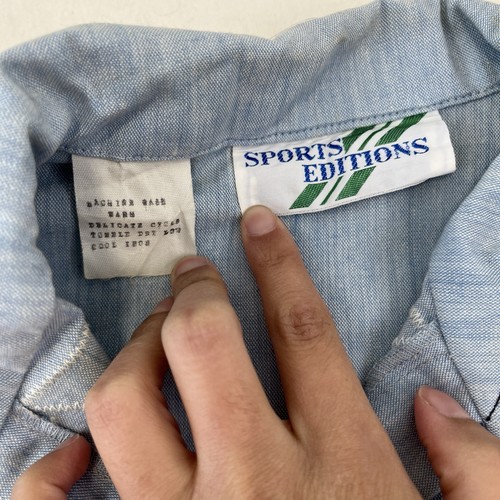 MACHINE WASH
WARM
DELICATE CYCLE
TUMBLE DRY LOW
COOL IRON
SPORTS
EDITIONS